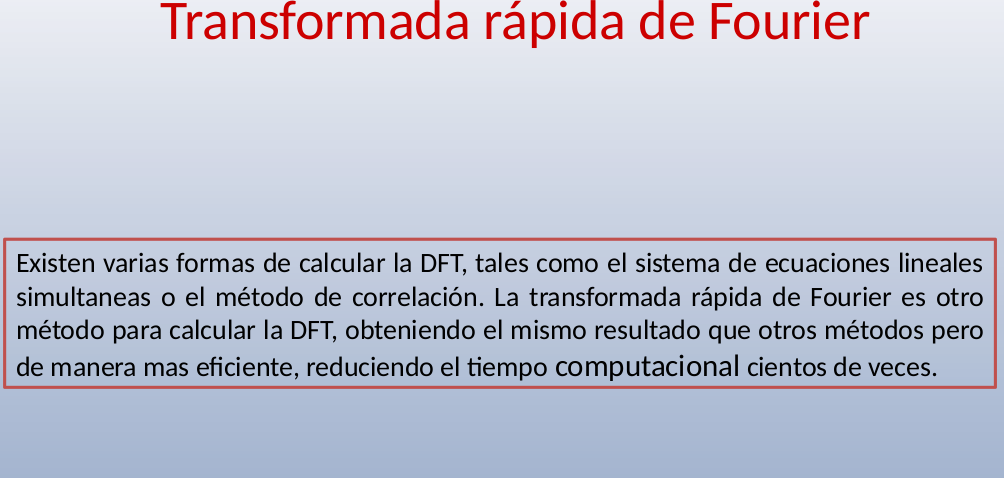 Transformada rápida de Fourier
Existen varias formas de calcular la DFT, tales como el sistema de ecuaciones lineales
simultaneas o el método de correlación. La transformada rápida de Fourier es otro
método para calcular la DFT, obteniendo el mismo resultado que otros métodos pero
de manera mas eficiente, reduciendo el tiempo computacional cientos de veces.